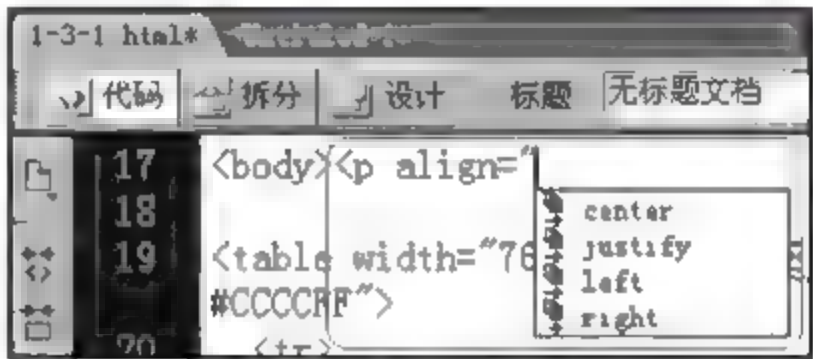 1-3-1 html*
代码 拆分 设计 标题 无标题文档
17 <body><p align="
18 center
19 <table width="76 justify
#CCCCFF"> left
right
20 <tr>